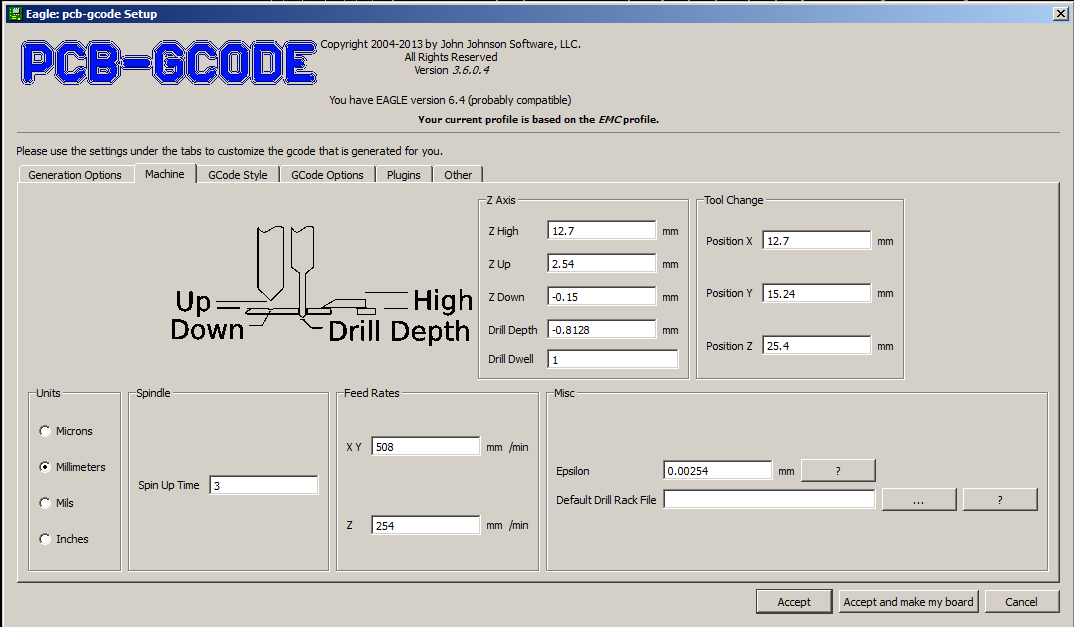 Eagle: pcb-gcode Setup
PCB-GCODE
Copyright 2004-2013 by John Johnson Software, LLC.
All Rights Reserved
Version 3.6.0.4
You have EAGLE version 6.4 (probably compatible)
Your current profile is based on the EMC profile.
Please use the settings under the tabs to customize the gcode that is generated for you.
Generation Options Machine GCode Style GCode Options Plugins Other
Up
Down
High
Drill Depth
Z Axis
Z High 12.7 mm
Z Up 2.54 mm
Z Down -0.15 mm
Drill Depth -0.8128 mm
Drill Dwell 1
Tool Change
Position X 12.7 mm
Position Y 15.24 mm
Position Z 25.4 mm
Units
Microns
Millimeters
Mils
Inches
Spindle
Spin Up Time 3
Feed Rates
X Y 508 mm /min
Z 254 mm /min
Misc
Epsilon 0.00254 mm ?
Default Drill Rack File ... ?
Accept Accept and make my board Cancel